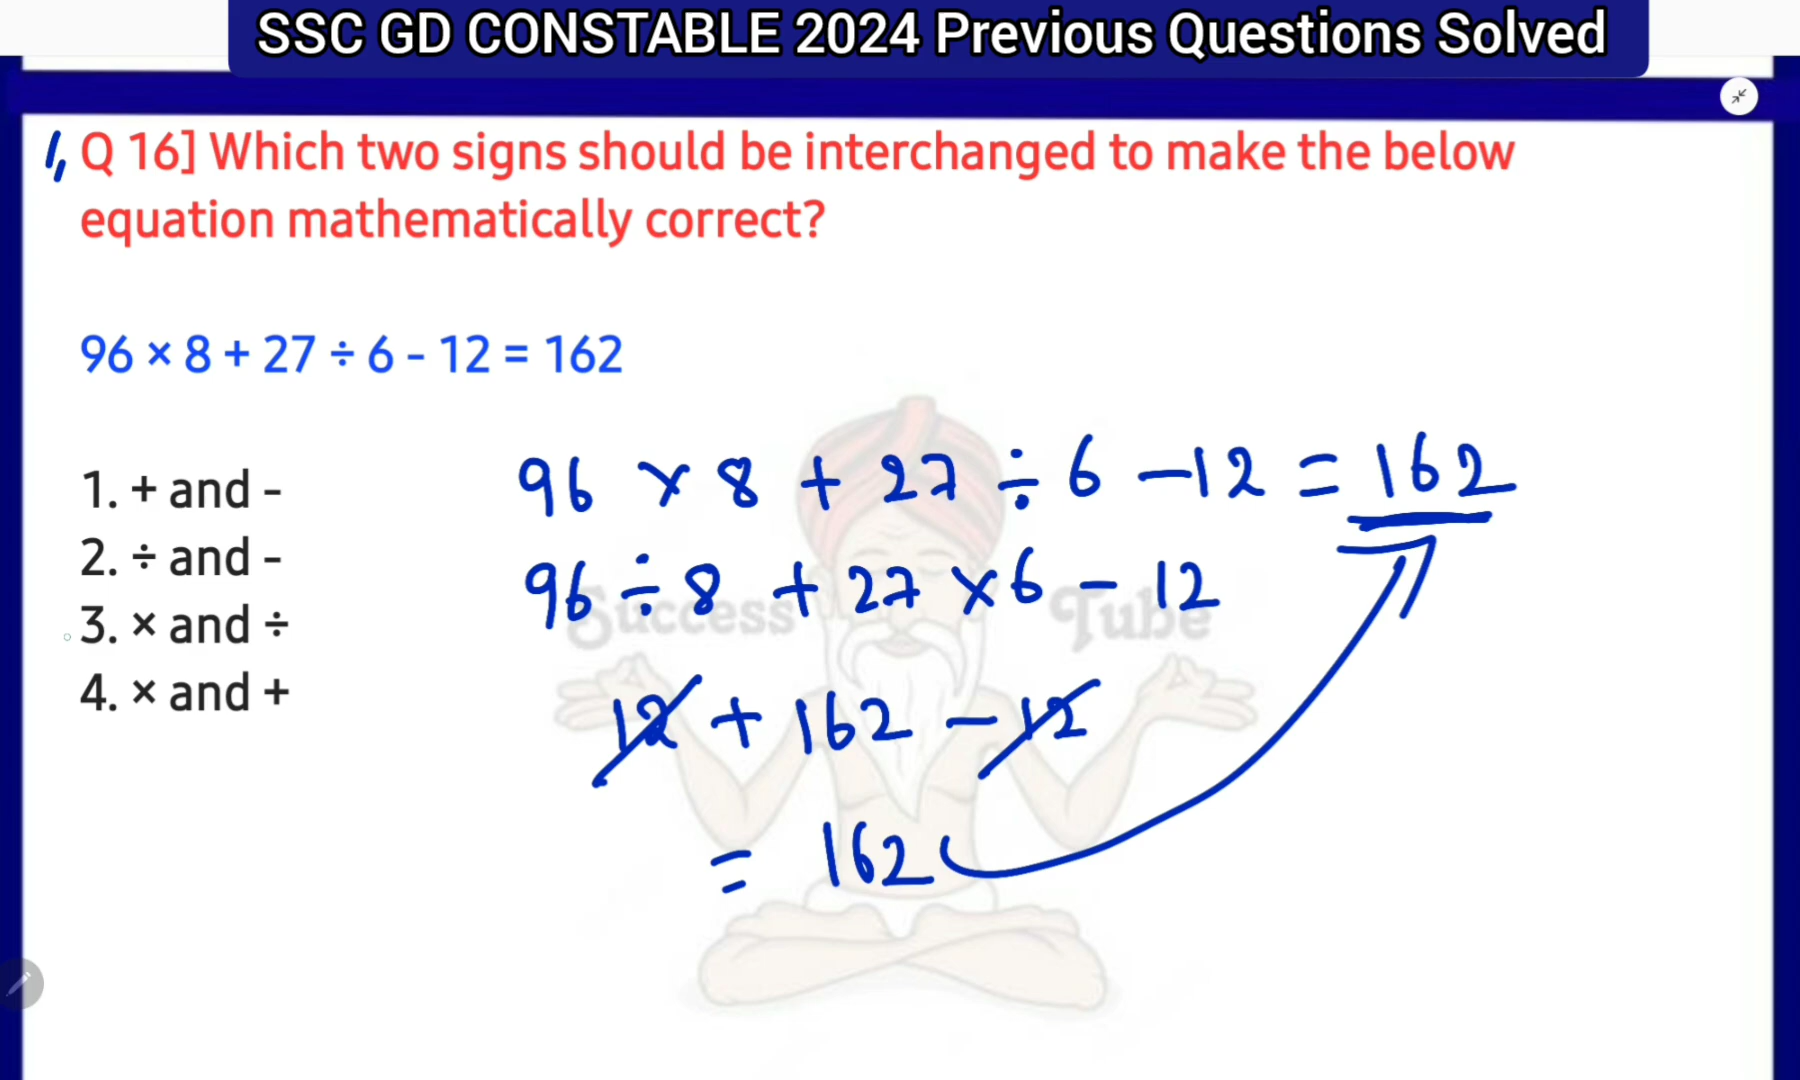 SSC GD CONSTABLE 2024 Previous Questions Solved
1, Q 16] Which two signs should be interchanged to make the below
equation mathematically correct?
96 × 8 + 27 ÷ 6 - 12 = 162
1. + and -
2. ÷ and -
3. × and ÷
4. × and +
96 × 8 + 27 ÷ 6 - 12 = 162
96 ÷ 8 + 27 × 6 - 12
Success Tube
12 + 162 - 12
= 162